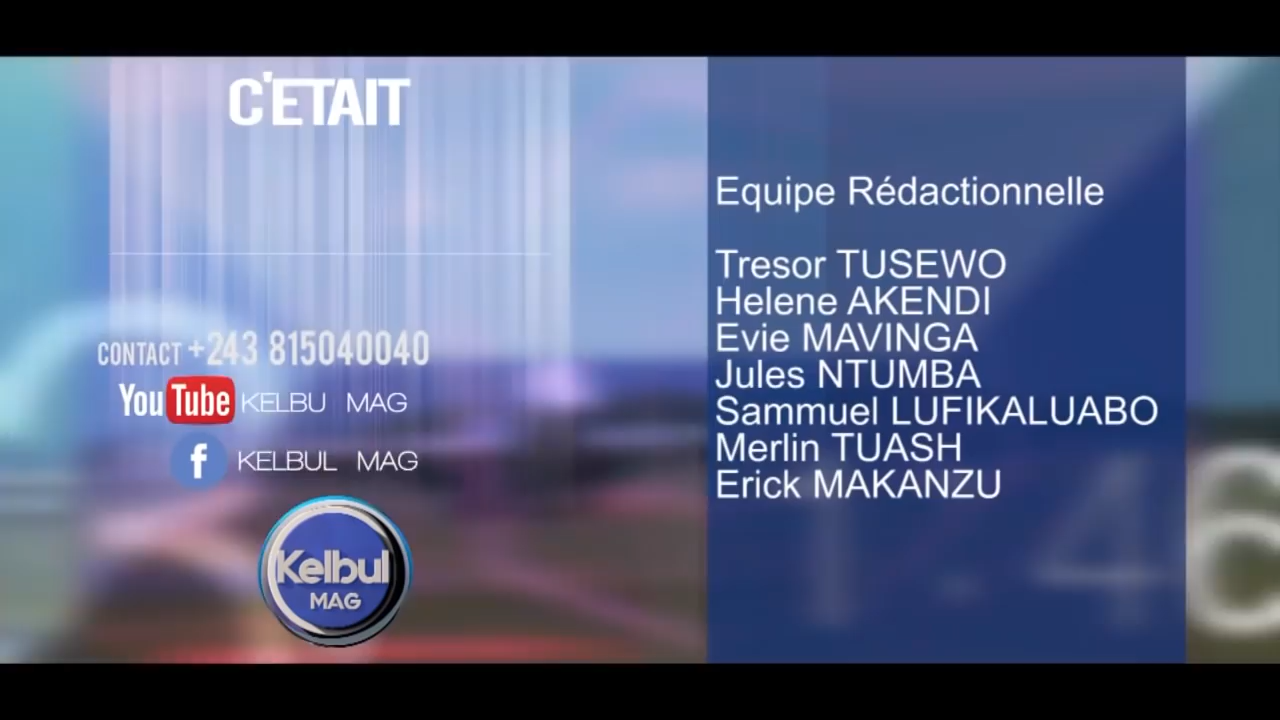 C'ETAIT
CONTACT +243 815040040
YouTube KELBU MAG
f KELBUL MAG
Kelbul
MAG
Equipe Rédactionnelle
Tresor TUSEWO
Helene AKENDI
Evie MAVINGA
Jules NTUMBA
Sammuel LUFIKALUABO
Merlin TUASH
Erick MAKANZU